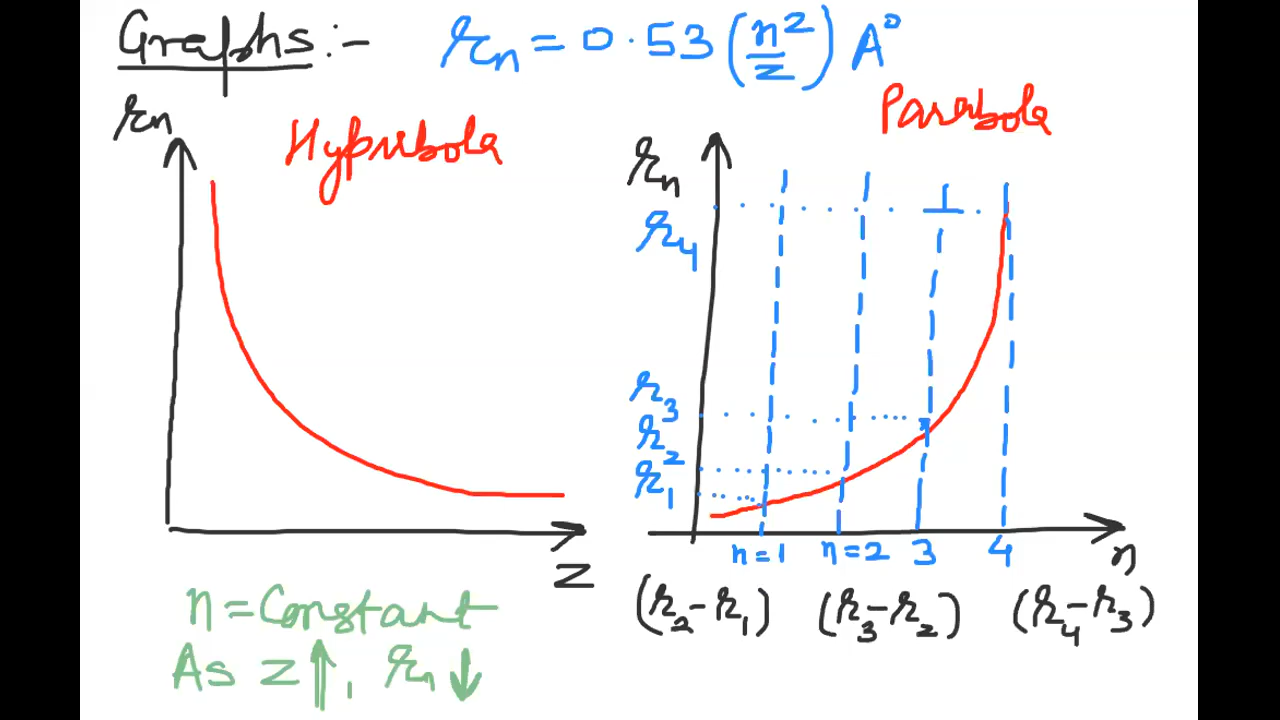 Graphs :- rn = 0.53 (n²/z) A°
rn
Hyperbola
Z
n = Constant
As Z ↑, rn ↓
Parabola
rn
r4
r3
r2
r1
n=1 n=2 3 4
n
(r2 - r1) (r3 - r2) (r4 - r3)